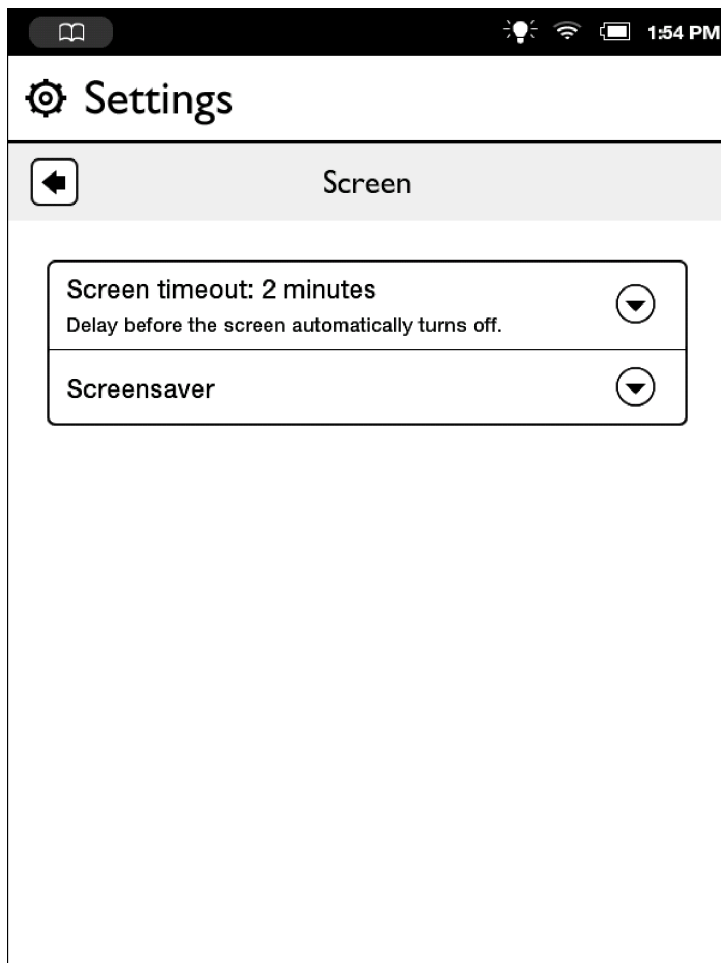 1:54 PM
Settings
Screen
Screen timeout: 2 minutes
Delay before the screen automatically turns off.
Screensaver